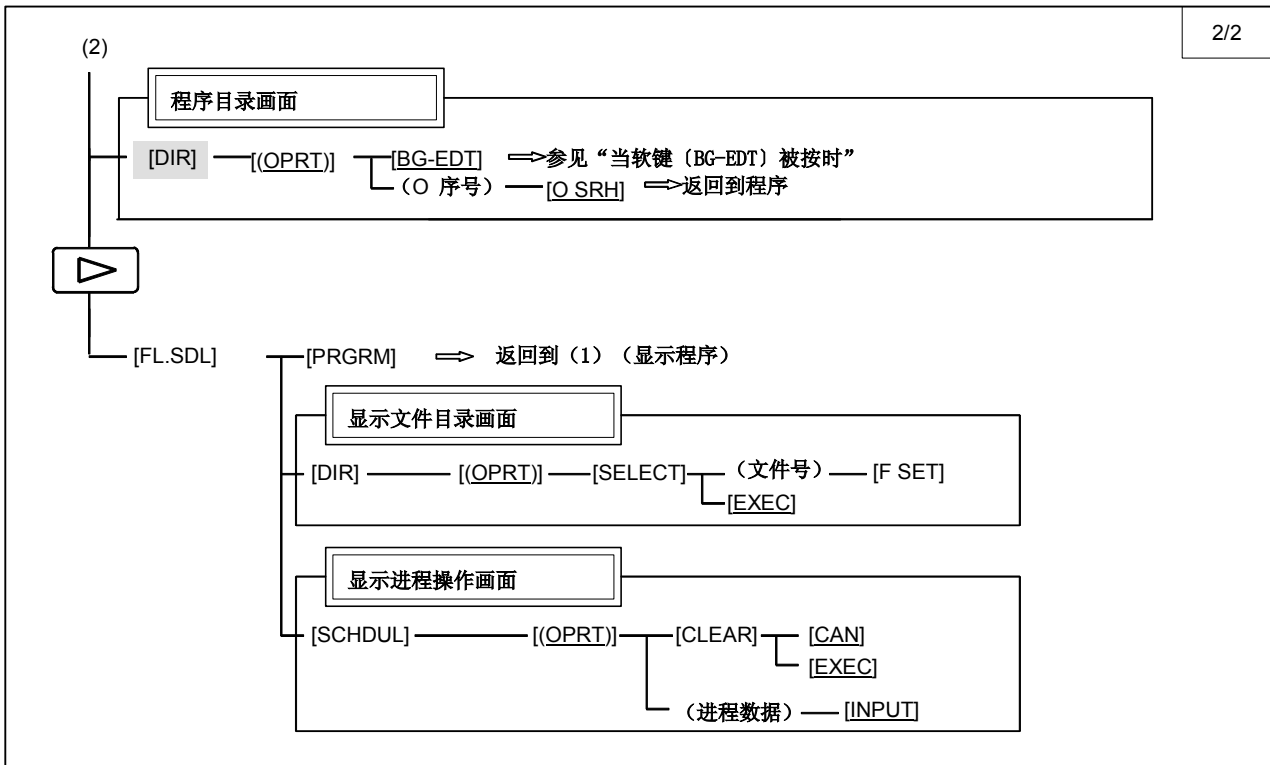 2/2
(2)
程序目录画面
[DIR] [(OPRT)] [BG-EDT] 参见“当软键〔BG-EDT〕被按时”
（O 序号） [O SRH] 返回到程序
[FL.SDL] [PRGRM] 返回到（1）（显示程序）
显示文件目录画面
[DIR] [(OPRT)] [SELECT] （文件号） [F SET]
[EXEC]
显示进程操作画面
[SCHDUL] [(OPRT)] [CLEAR] [CAN]
[EXEC]
（进程数据） [INPUT]